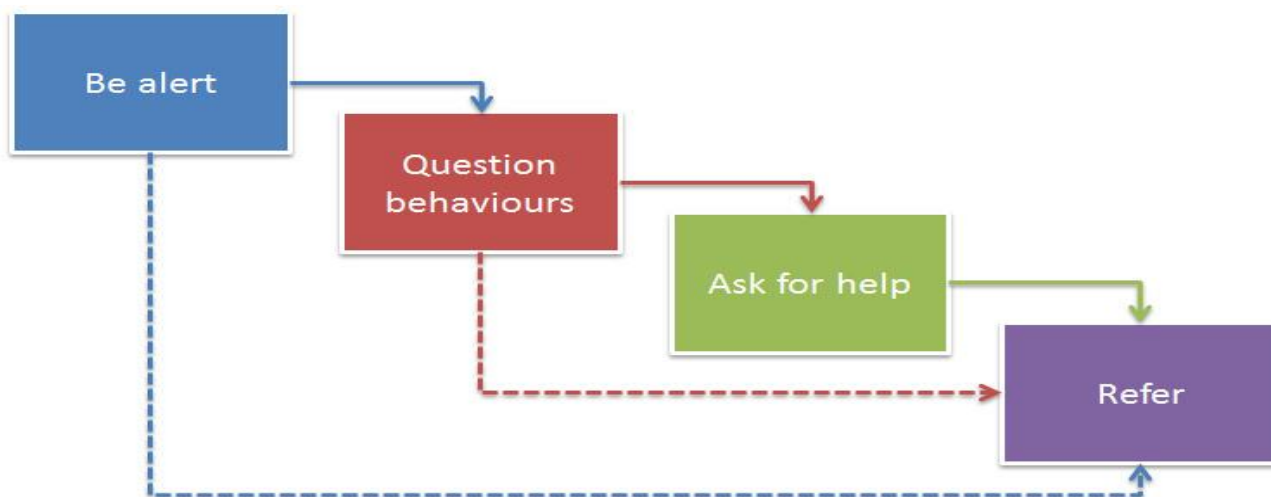 Be alert
Question
behaviours
Ask for help
Refer